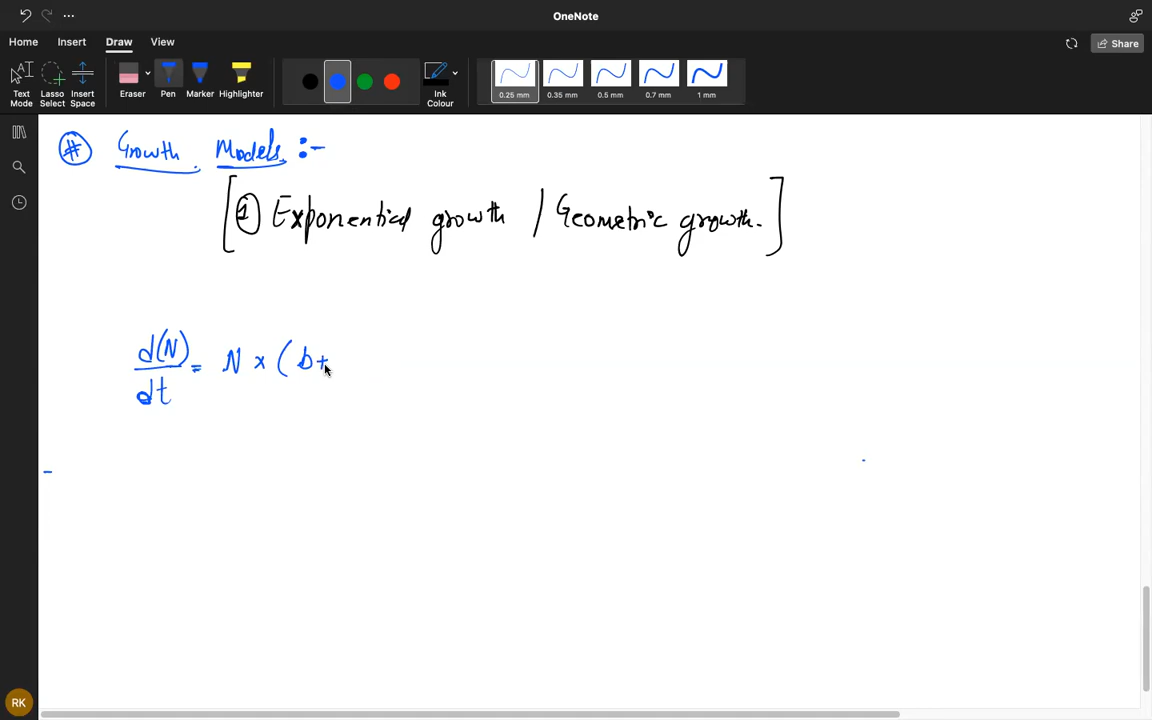 OneNote
Home Insert Draw View
Share
Text Mode
Lasso Select
Insert Space
Eraser
Pen
Marker
Highlighter
Ink Colour
0.25 mm 0.35 mm 0.5 mm 0.7 mm 1 mm
# Growth Models :-
[① Exponential growth / Geometric growth.]
d(N)/dt = N × ( b+
RK